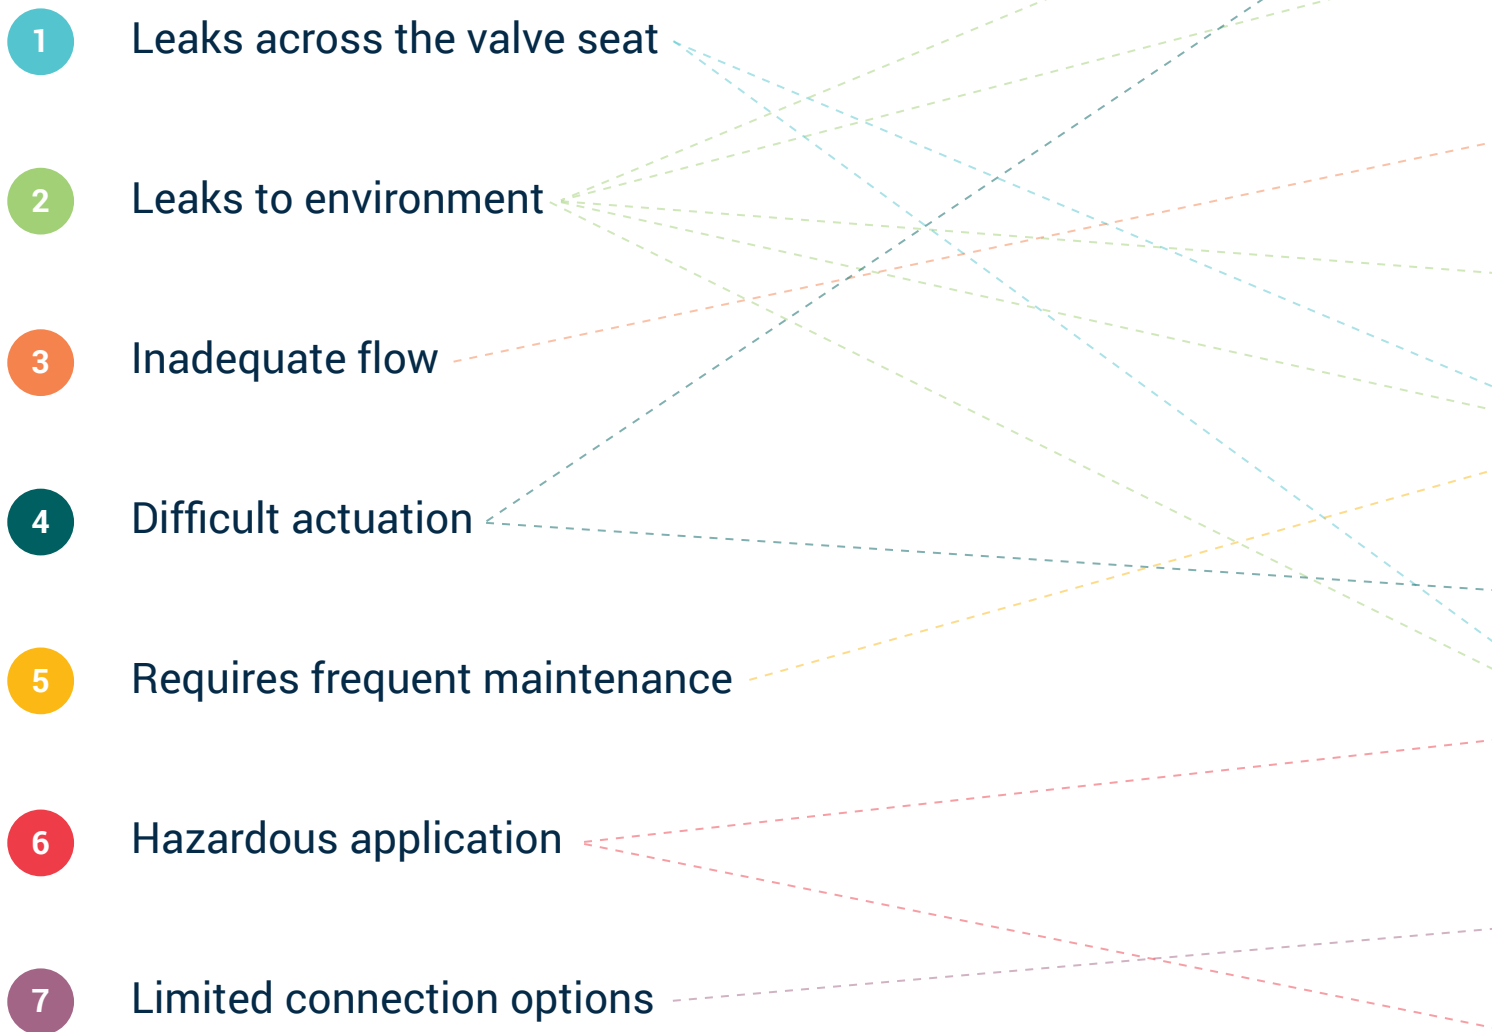 1 Leaks across the valve seat
2 Leaks to environment
3 Inadequate flow
4 Difficult actuation
5 Requires frequent maintenance
6 Hazardous application
7 Limited connection options